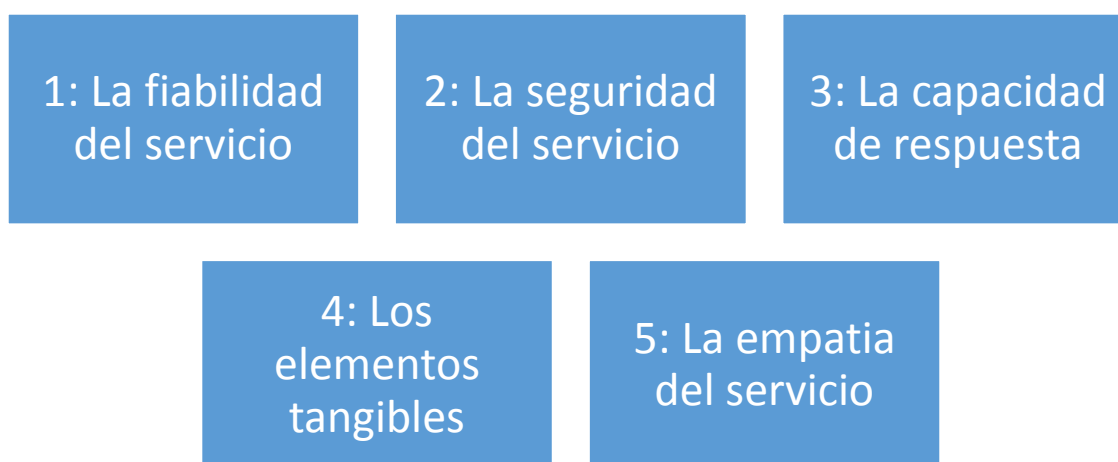 1: La fiabilidad
del servicio
2: La seguridad
del servicio
3: La capacidad
de respuesta
4: Los
elementos
tangibles
5: La empatia
del servicio